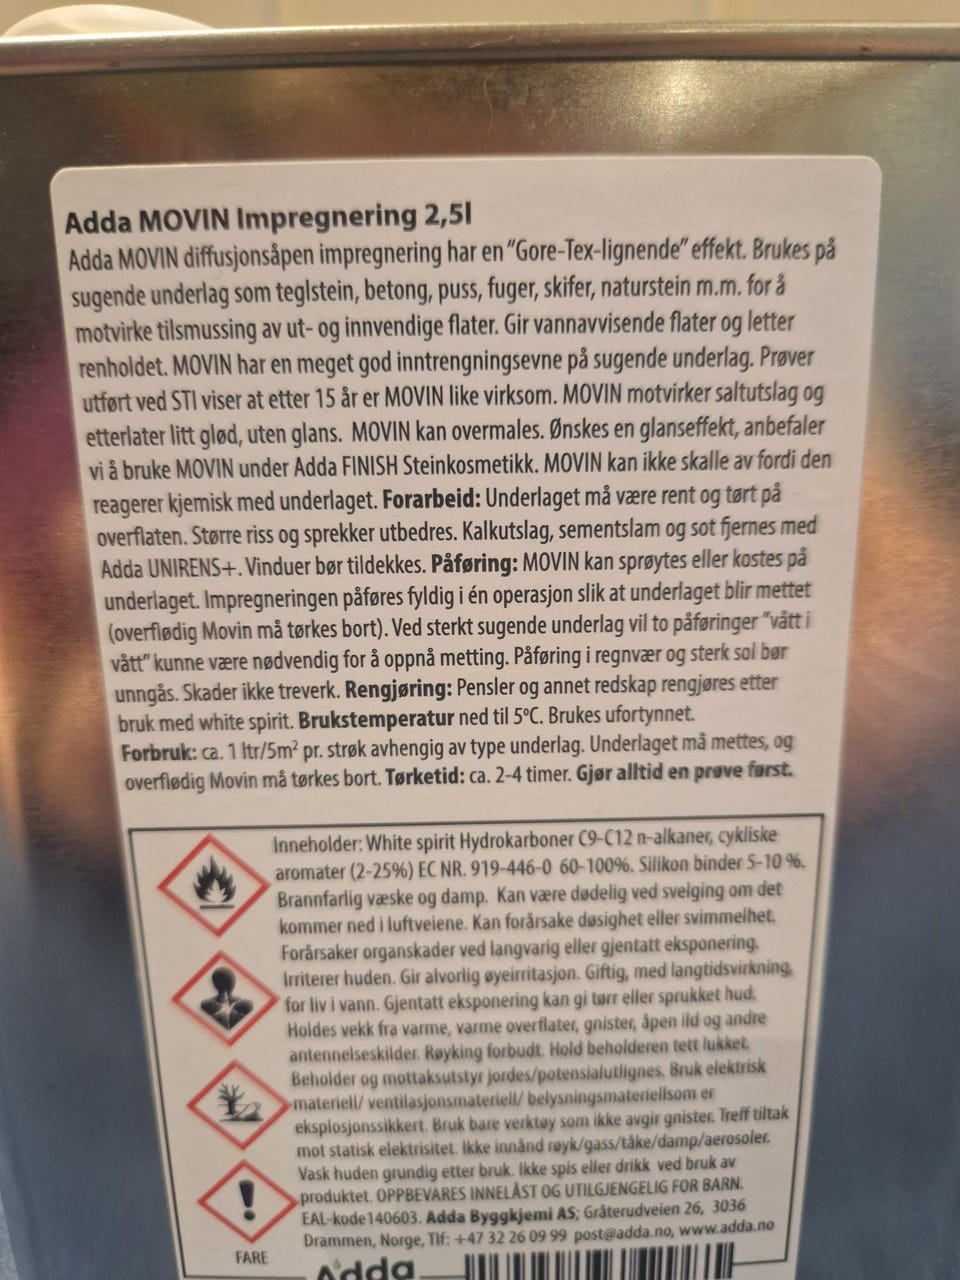 Adda MOVIN Impregnering 2,5l
Adda MOVIN diffusjonsåpen impregnering har en "Gore-Tex-lignende" effekt. Brukes på
sugende underlag som teglstein, betong, puss, fuger, skifer, naturstein m.m. for å
motvirke tilsmussing av ut- og innvendige flater. Gir vannavvisende flater og letter
renholdet. MOVIN har en meget god inntrengningsevne på sugende underlag. Prøver
utført ved STI viser at etter 15 år er MOVIN like virksom. MOVIN motvirker saltutslag og
etterlater litt glød, uten glans. MOVIN kan overmales. Ønskes en glanseffekt, anbefaler
vi å bruke MOVIN under Adda FINISH Steinkosmetikk. MOVIN kan ikke skalle av fordi den
reagerer kjemisk med underlaget. Forarbeid: Underlaget må være rent og tørt på
overflaten. Større riss og sprekker utbedres. Kalkutslag, sementslam og sot fjernes med
Adda UNIRENS+. Vinduer bør tildekkes. Påføring: MOVIN kan sprøytes eller kostes på
underlaget. Impregneringen påføres fyldig i én operasjon slik at underlaget blir mettet
(overflødig Movin må tørkes bort). Ved sterkt sugende underlag vil to påføringer "vått i
vått" kunne være nødvendig for å oppnå metting. Påføring i regnvær og sterk sol bør
unngås. Skader ikke treverk. Rengjøring: Pensler og annet redskap rengjøres etter
bruk med white spirit. Brukstemperatur ned til 5°C. Brukes ufortynnet.
Forbruk: ca. 1 ltr/5m² pr. strøk avhengig av type underlag. Underlaget må mettes, og
overflødig Movin må tørkes bort. Tørketid: ca. 2-4 timer. Gjør alltid en prøve først.
Inneholder: White spirit Hydrokarboner C9-C12 n-alkaner, cykliske
aromater (2-25%) EC NR. 919-446-0 60-100%. Silikon binder 5-10 %.
Brannfarlig væske og damp. Kan være dødelig ved svelging om det
kommer ned i luftveiene. Kan forårsake døsighet eller svimmelhet.
Forårsaker organskader ved langvarig eller gjentatt eksponering.
Irriterer huden. Gir alvorlig øyeirritasjon. Giftig, med langtidsvirkning,
for liv i vann. Gjentatt eksponering kan gi tørr eller sprukket hud.
Holdes vekk fra varme, varme overflater, gnister, åpen ild og andre
antennelseskilder. Røyking forbudt. Hold beholderen tett lukket.
Beholder og mottaksutstyr jordes/potensialutlignes. Bruk elektrisk
materiell/ ventilasjonsmateriell/ belysningsmateriellsom er
eksplosjonssikkert. Bruk bare verktøy som ikke avgir gnister. Treff tiltak
mot statisk elektrisitet. Ikke innånd røyk/gass/tåke/damp/aerosoler.
Vask huden grundig etter bruk. Ikke spis eller drikk ved bruk av
produktet. OPPBEVARES INNELÅST OG UTILGJENGELIG FOR BARN.
EAL-kode140603. Adda Byggkjemi AS; Gråterudveien 26, 3036
Drammen, Norge, Tlf: +47 32 26 09 99 post@adda.no, www.adda.no
FARE
Adda